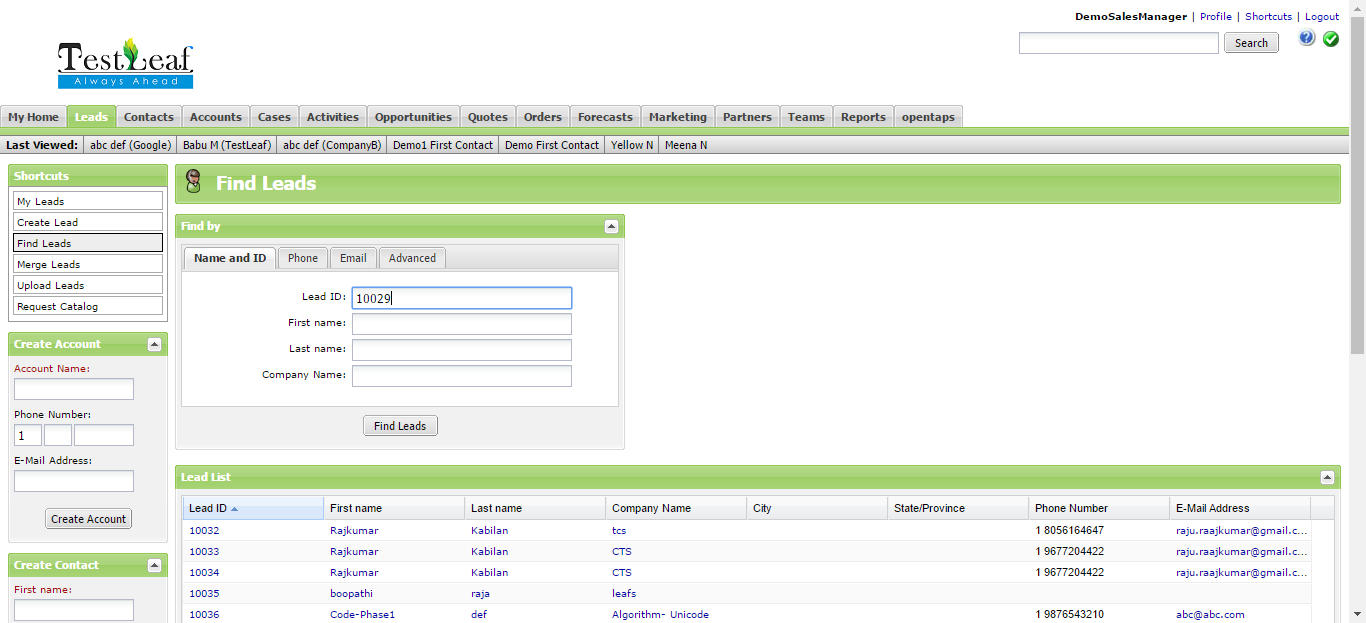 DemoSalesManager | Profile | Shortcuts | Logout
Search
TestLeaf
Always Ahead
My Home Leads Contacts Accounts Cases Activities Opportunities Quotes Orders Forecasts Marketing Partners Teams Reports opentaps
Last Viewed: abc def (Google) Babu M (TestLeaf) abc def (CompanyB) Demo1 First Contact Demo First Contact Yellow N Meena N
Shortcuts
My Leads
Create Lead
Find Leads
Merge Leads
Upload Leads
Request Catalog
Create Account
Account Name:
Phone Number:
1
E-Mail Address:
Create Account
Create Contact
First name:
Find Leads
Find by
Name and ID Phone Email Advanced
Lead ID: 10029
First name:
Last name:
Company Name:
Find Leads
Lead List
Lead ID First name Last name Company Name City State/Province Phone Number E-Mail Address
10032 Rajkumar Kabilan tcs 1 8056164647 raju.raajkumar@gmail.c...
10033 Rajkumar Kabilan CTS 1 9677204422 raju.raajkumar@gmail.c...
10034 Rajkumar Kabilan CTS 1 9677204422 raju.raajkumar@gmail.c...
10035 boopathi raja leafs
10036 Code-Phase1 def Algorithm- Unicode 1 9876543210 abc@abc.com